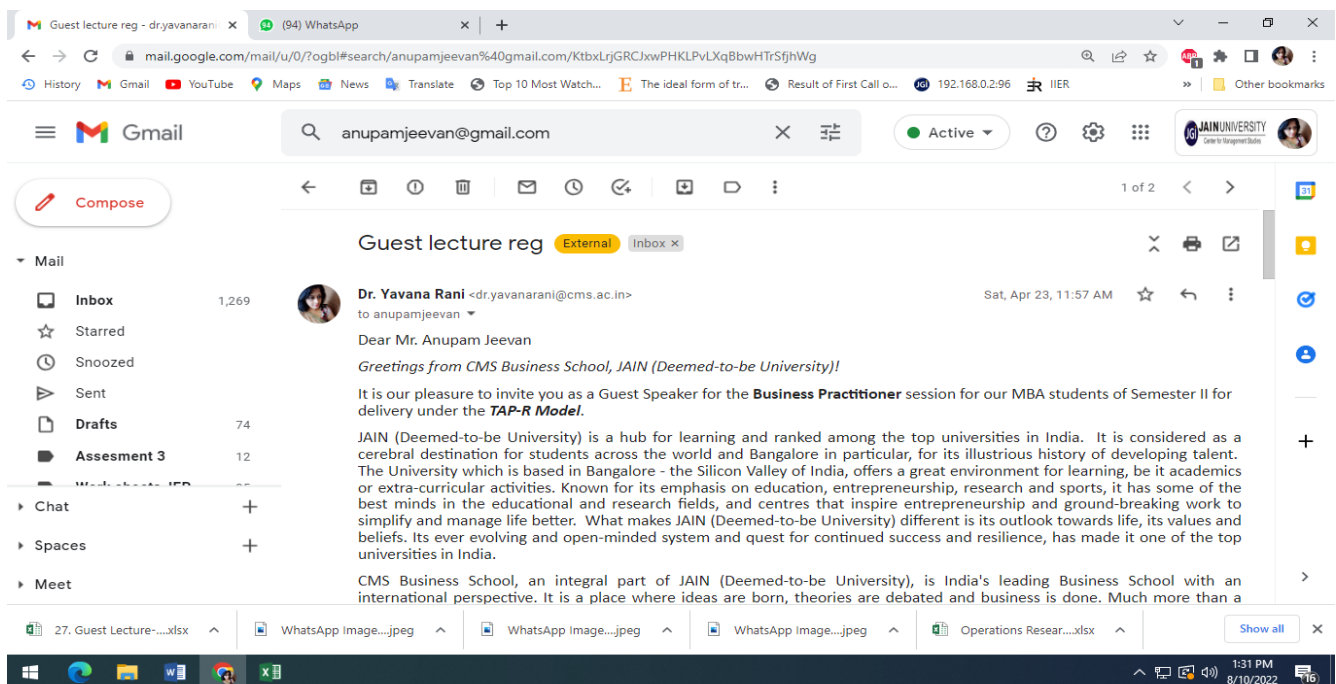 Guest lecture reg - dr.yavanarani
(94) WhatsApp
mail.google.com/mail/u/0/?ogbl#search/anupamjeevan%40gmail.com/KtbxLrjGRCJxwPHKLPvLXqBbwHTrSfjhWg
History Gmail YouTube Maps News Translate Top 10 Most Watch... The ideal form of tr... Result of First Call o... 192.168.0.2:96 IIER » Other bookmarks
Gmail
anupamjeevan@gmail.com
Active
JAIN UNIVERSITY
Center for Management Studies
Compose
1 of 2
31
Guest lecture reg External Inbox ×
Mail
Inbox 1,269
Starred
Snoozed
Sent
Drafts 74
Assesment 3 12
Chat
Spaces
Meet
Dr. Yavana Rani <dr.yavanarani@cms.ac.in> Sat, Apr 23, 11:57 AM
to anupamjeevan
Dear Mr. Anupam Jeevan
Greetings from CMS Business School, JAIN (Deemed-to-be University)!
It is our pleasure to invite you as a Guest Speaker for the Business Practitioner session for our MBA students of Semester II for
delivery under the TAP-R Model.
JAIN (Deemed-to-be University) is a hub for learning and ranked among the top universities in India. It is considered as a
cerebral destination for students across the world and Bangalore in particular, for its illustrious history of developing talent.
The University which is based in Bangalore - the Silicon Valley of India, offers a great environment for learning, be it academics
or extra-curricular activities. Known for its emphasis on education, entrepreneurship, research and sports, it has some of the
best minds in the educational and research fields, and centres that inspire entrepreneurship and ground-breaking work to
simplify and manage life better. What makes JAIN (Deemed-to-be University) different is its outlook towards life, its values and
beliefs. Its ever evolving and open-minded system and quest for continued success and resilience, has made it one of the top
universities in India.
CMS Business School, an integral part of JAIN (Deemed-to-be University), is India's leading Business School with an
international perspective. It is a place where ideas are born, theories are debated and business is done. Much more than a
27. Guest Lecture-....xlsx
WhatsApp Image....jpeg
WhatsApp Image....jpeg
WhatsApp Image....jpeg
Operations Resear....xlsx
Show all
1:31 PM
8/10/2022
16